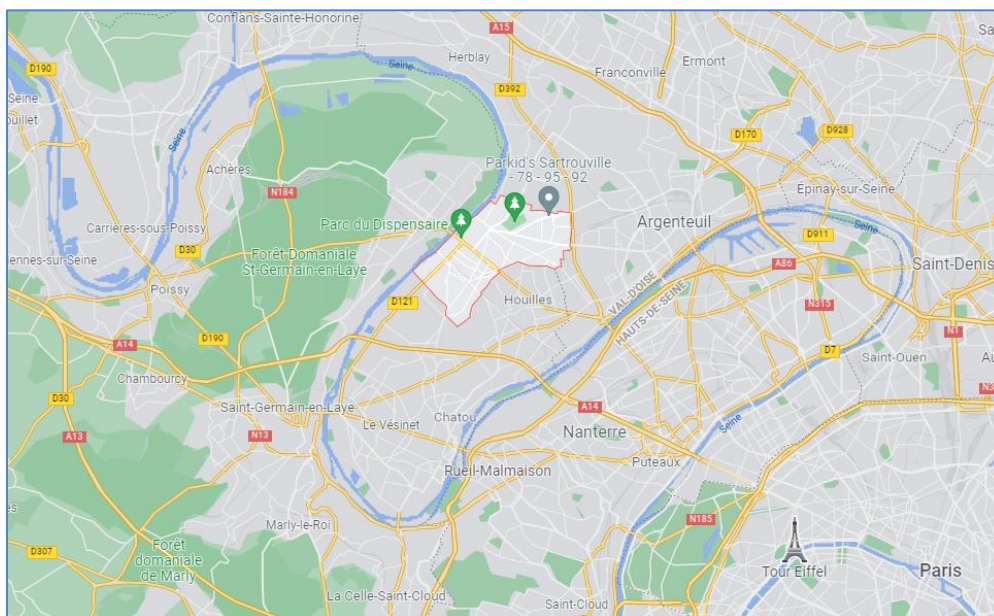 Conflans-Sainte-Honorine
A15
Herblay
Seine
Ermont
Franconville
D190
Seine
D392
D170
D928
Parkid's Sartrouville
- 78 - 95 - 92
Achères
N184
Épinay-sur-Seine
Parc du Dispensaire
Argenteuil
Seine
Carrières-sous-Poissy
D30
Forêt Domaniale
St-Germain-en-Laye
D911
A86
Saint-Denis
Poissy
D121
Houilles
VAL-D'OISE
HAUTS-DE-SEINE
N315
N1
A14
D190
D7
Saint-Ouen
Chambourcy
D30
Saint-Germain-en-Laye
Chatou
A14
Le Vésinet
Seine
A13
N13
Nanterre
Puteaux
Rueil-Malmaison
Marly-le-Roi
N185
D307
Forêt
domaniale
de Marly
Tour Eiffel
Paris
La Celle-Saint-Cloud
Saint-Cloud